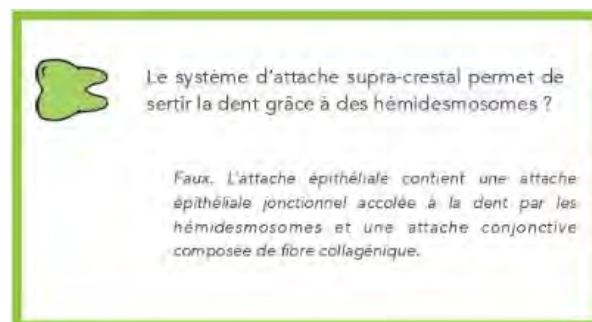 Le système d'attache supra-crestal permet de
sertir la dent grâce à des hémidesmosomes ?
Faux. L'attache épithéliale contient une attache
épithéliale jonctionnel accolée à la dent par les
hémidesmosomes et une attache conjonctive
composée de fibre collagénique.